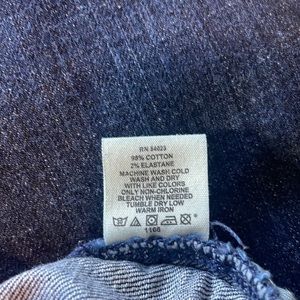 RN 54023
98% COTTON
2% ELASTANE
MACHINE WASH COLD
WASH AND DRY
WITH LIKE COLORS
ONLY NON-CHLORINE
BLEACH WHEN NEEDED
TUMBLE DRY LOW
WARM IRON
1166